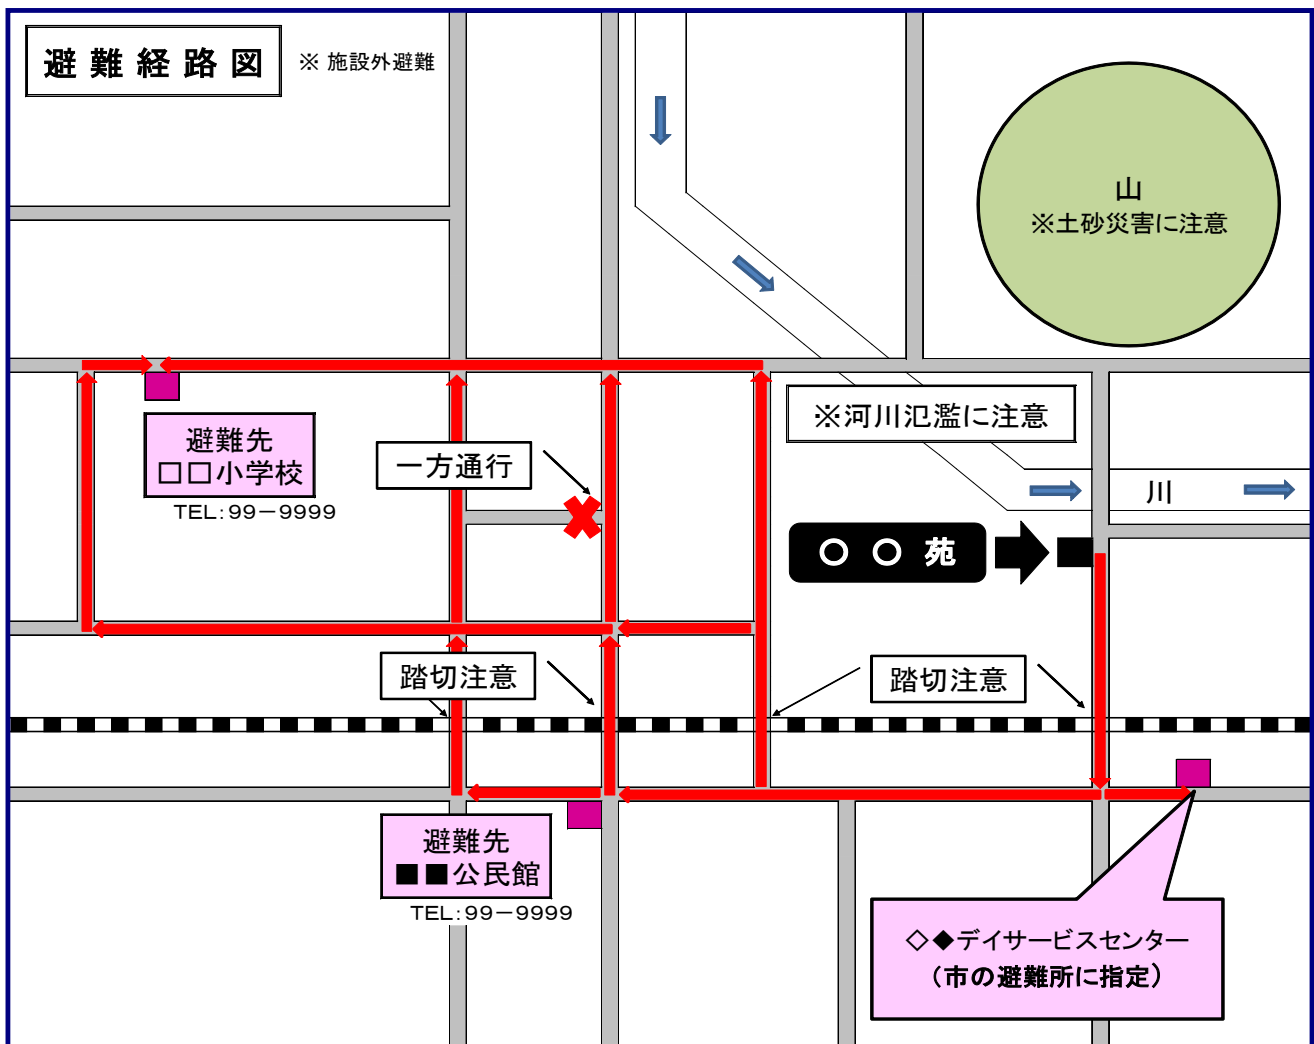 避難経路図
※ 施設外避難
山
※土砂災害に注意
※河川氾濫に注意
避難先
□□小学校
TEL:99−9999
一方通行
川
○ ○ 苑
踏切注意
踏切注意
避難先
■■公民館
TEL:99−9999
◇◆デイサービスセンター
（市の避難所に指定）